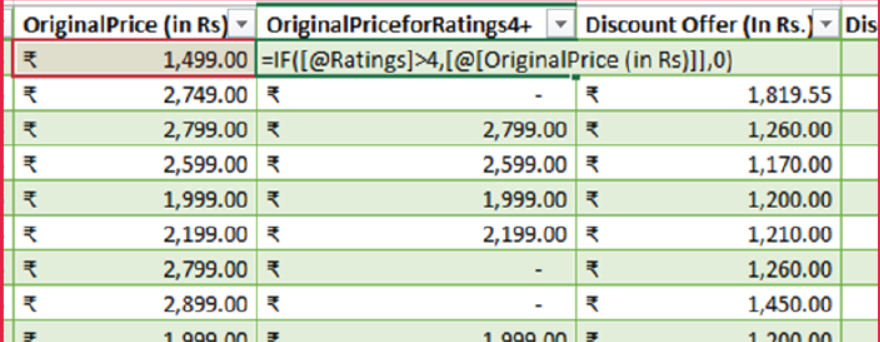 OriginalPrice (in Rs) OriginalPriceforRatings4+ Discount Offer (In Rs.) Dis
₹ 1,499.00 =IF([@Ratings]>4,[@[OriginalPrice (in Rs)]],0)
₹ 2,749.00 ₹ - ₹ 1,819.55
₹ 2,799.00 ₹ 2,799.00 ₹ 1,260.00
₹ 2,599.00 ₹ 2,599.00 ₹ 1,170.00
₹ 1,999.00 ₹ 1,999.00 ₹ 1,200.00
₹ 2,199.00 ₹ 2,199.00 ₹ 1,210.00
₹ 2,799.00 ₹ - ₹ 1,260.00
₹ 2,899.00 ₹ - ₹ 1,450.00
₹ 1,999.00 ₹ 1,999.00 ₹ 1,200.00